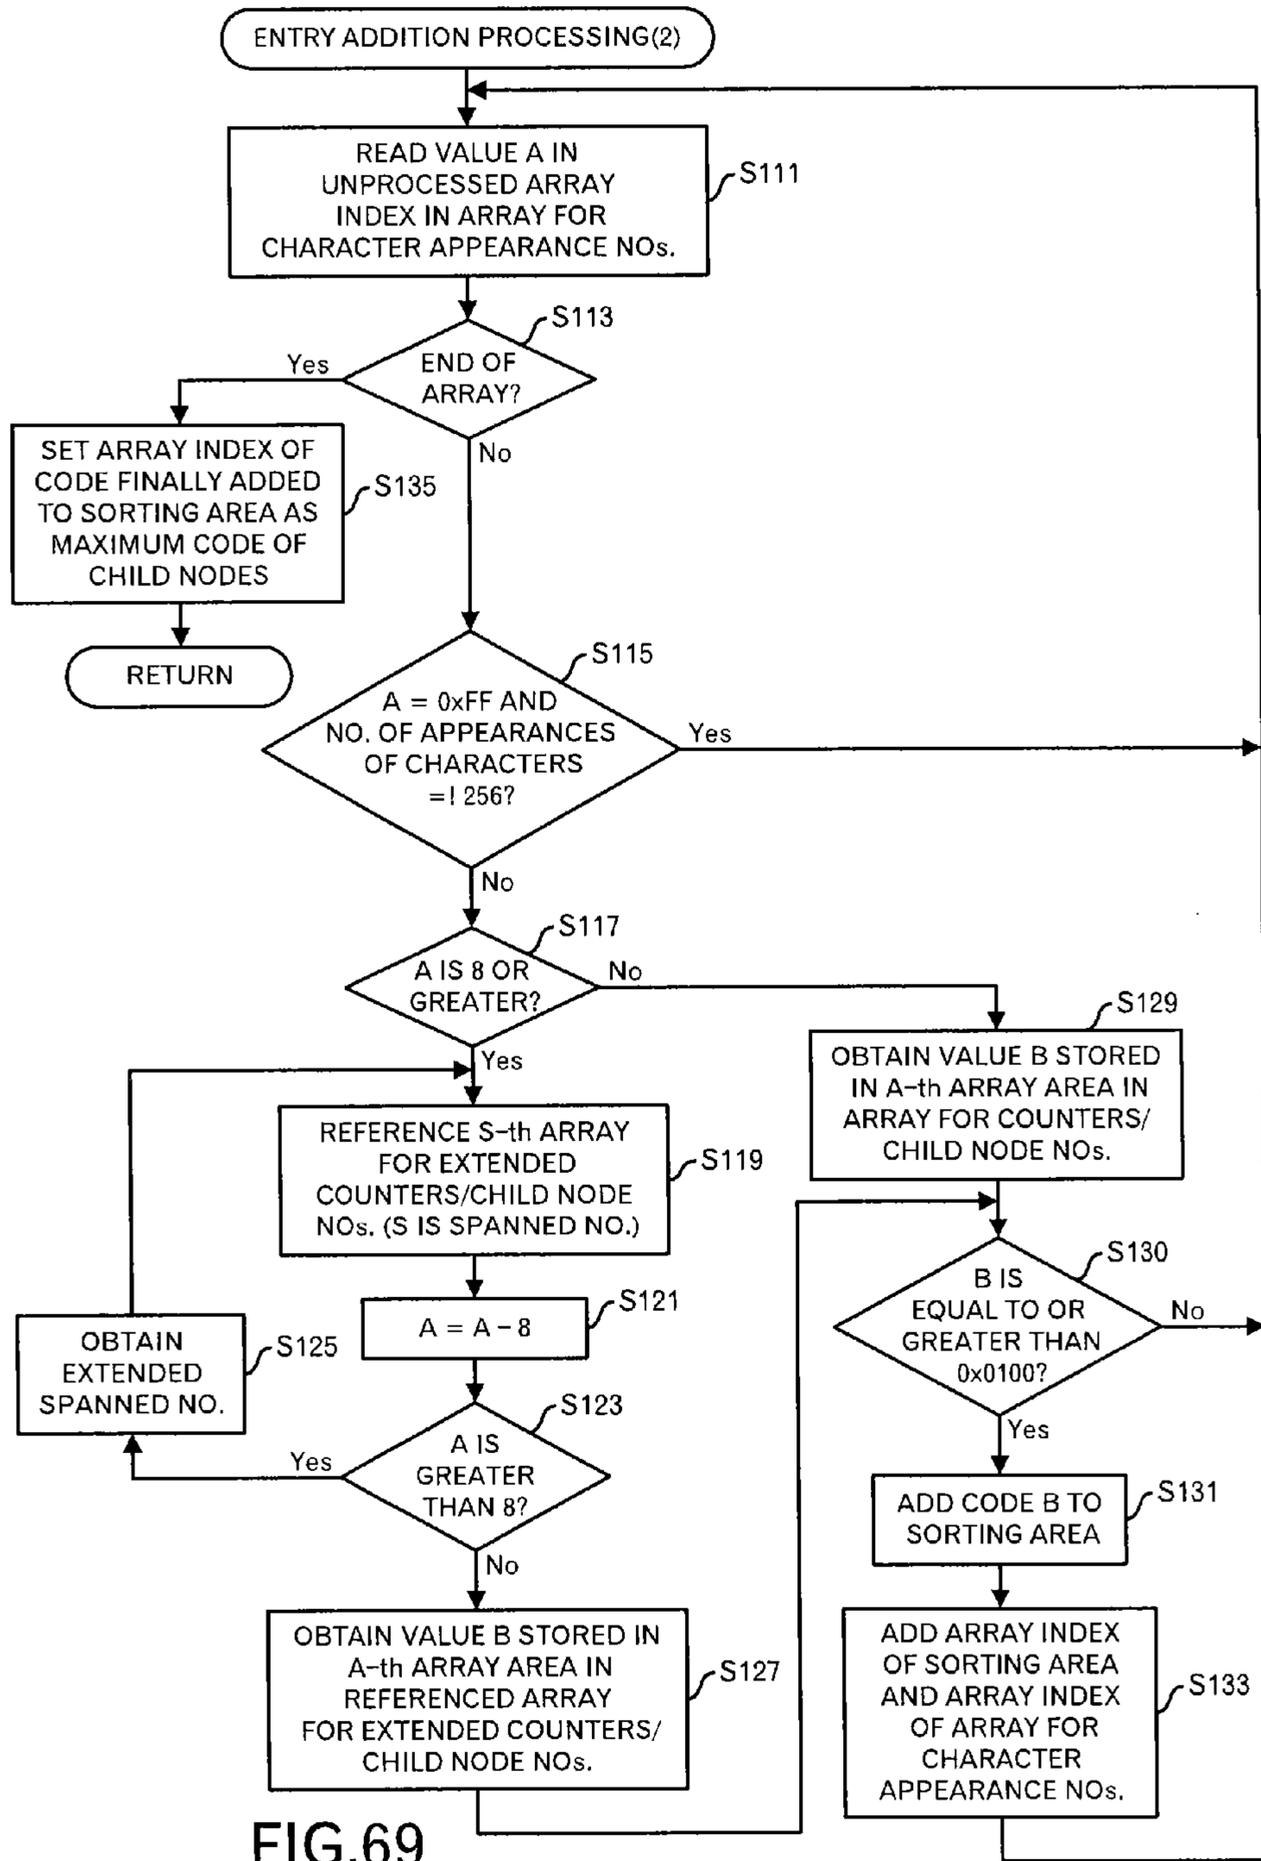 ENTRY ADDITION PROCESSING(2)
READ VALUE A IN
UNPROCESSED ARRAY
INDEX IN ARRAY FOR
CHARACTER APPEARANCE NOs.
S111
S113
END OF
ARRAY?
Yes
No
SET ARRAY INDEX OF
CODE FINALLY ADDED
TO SORTING AREA AS
MAXIMUM CODE OF
CHILD NODES
S135
RETURN
S115
A = 0xFF AND
NO. OF APPEARANCES
OF CHARACTERS
=! 256?
Yes
No
S117
A IS 8 OR
GREATER?
No
Yes
S129
OBTAIN VALUE B STORED
IN A-th ARRAY AREA IN
ARRAY FOR COUNTERS/
CHILD NODE NOs.
REFERENCE S-th ARRAY
FOR EXTENDED
COUNTERS/CHILD NODE
NOs. (S IS SPANNED NO.)
S119
S130
B IS
EQUAL TO OR
GREATER THAN
0x0100?
No
Yes
A = A - 8
S121
OBTAIN
EXTENDED
SPANNED NO.
S125
S123
A IS
GREATER
THAN 8?
Yes
No
ADD CODE B TO
SORTING AREA
S131
OBTAIN VALUE B STORED IN
A-th ARRAY AREA IN
REFERENCED ARRAY
FOR EXTENDED COUNTERS/
CHILD NODE NOs.
S127
ADD ARRAY INDEX
OF SORTING AREA
AND ARRAY INDEX
OF ARRAY FOR
CHARACTER
APPEARANCE NOs.
S133
FIG.69